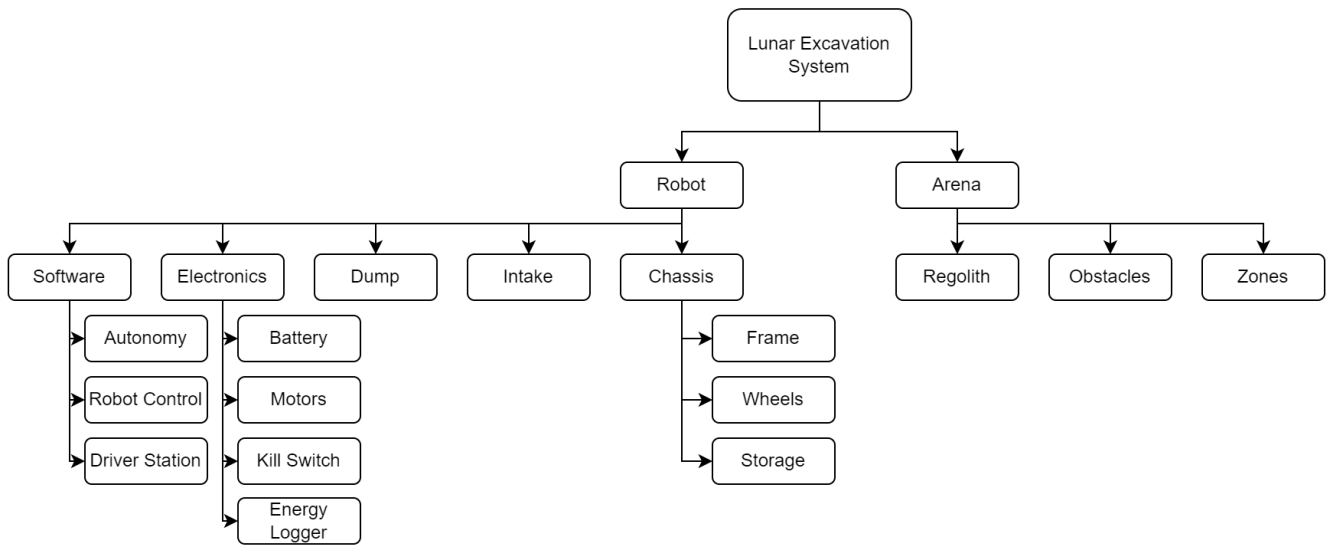 Lunar Excavation
System
Robot
Arena
Software
Electronics
Dump
Intake
Chassis
Regolith
Obstacles
Zones
Autonomy
Battery
Frame
Robot Control
Motors
Wheels
Driver Station
Kill Switch
Storage
Energy
Logger